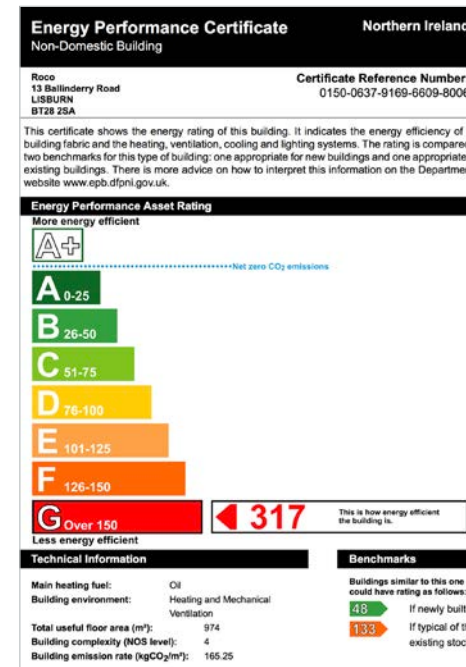 Energy Performance Certificate
Northern Ireland
Non-Domestic Building
Roco
13 Ballinderry Road
LISBURN
BT28 2SA
Certificate Reference Number
0150-0637-9169-6609-8006
This certificate shows the energy rating of this building. It indicates the energy efficiency of
building fabric and the heating, ventilation, cooling and lighting systems. The rating is compared
two benchmarks for this type of building: one appropriate for new buildings and one appropriate
existing buildings. There is more advice on how to interpret this information on the Departme
website www.epb.dfpni.gov.uk.
Energy Performance Asset Rating
More energy efficient
A+
Net zero CO₂ emissions
A 0-25
B 26-50
C 51-75
D 76-100
E 101-125
F 126-150
G Over 150
317
This is how energy efficient
the building is.
Less energy efficient
Technical Information
Main heating fuel: Oil
Building environment: Heating and Mechanical
Ventilation
Total useful floor area (m²): 974
Building complexity (NOS level): 4
Building emission rate (kgCO₂/m²): 165.25
Benchmarks
Buildings similar to this one
could have rating as follows:
48 If newly built
133 If typical of th
existing stoc